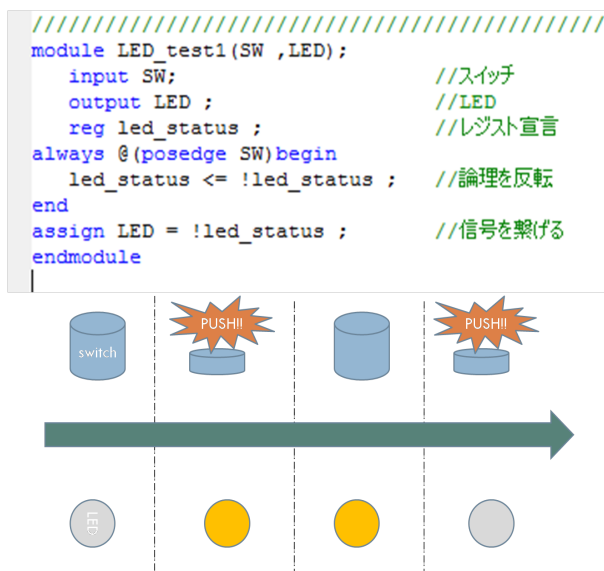 ////////////////////////////////////////////////
module LED_test1(SW ,LED);
input SW; //スイッチ
output LED ; //LED
reg led_status ; //レジスト宣言
always @(posedge SW)begin
led_status <= !led_status ; //論理を反転
end
assign LED = !led_status ; //信号を繋げる
endmodule
switch
PUSH!!
PUSH!!
LED